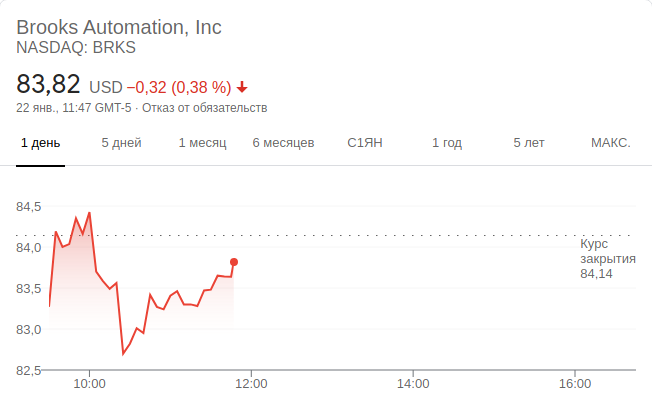 Brooks Automation, Inc
NASDAQ: BRKS
83,82 USD −0,32 (0,38 %)
22 янв., 11:47 GMT-5 · Отказ от обязательств
1 день 5 дней 1 месяц 6 месяцев С1ЯН 1 год 5 лет МАКС.
84,5
84,0
83,5
83,0
82,5
Курс
закрытия
84,14
10:00 12:00 14:00 16:00